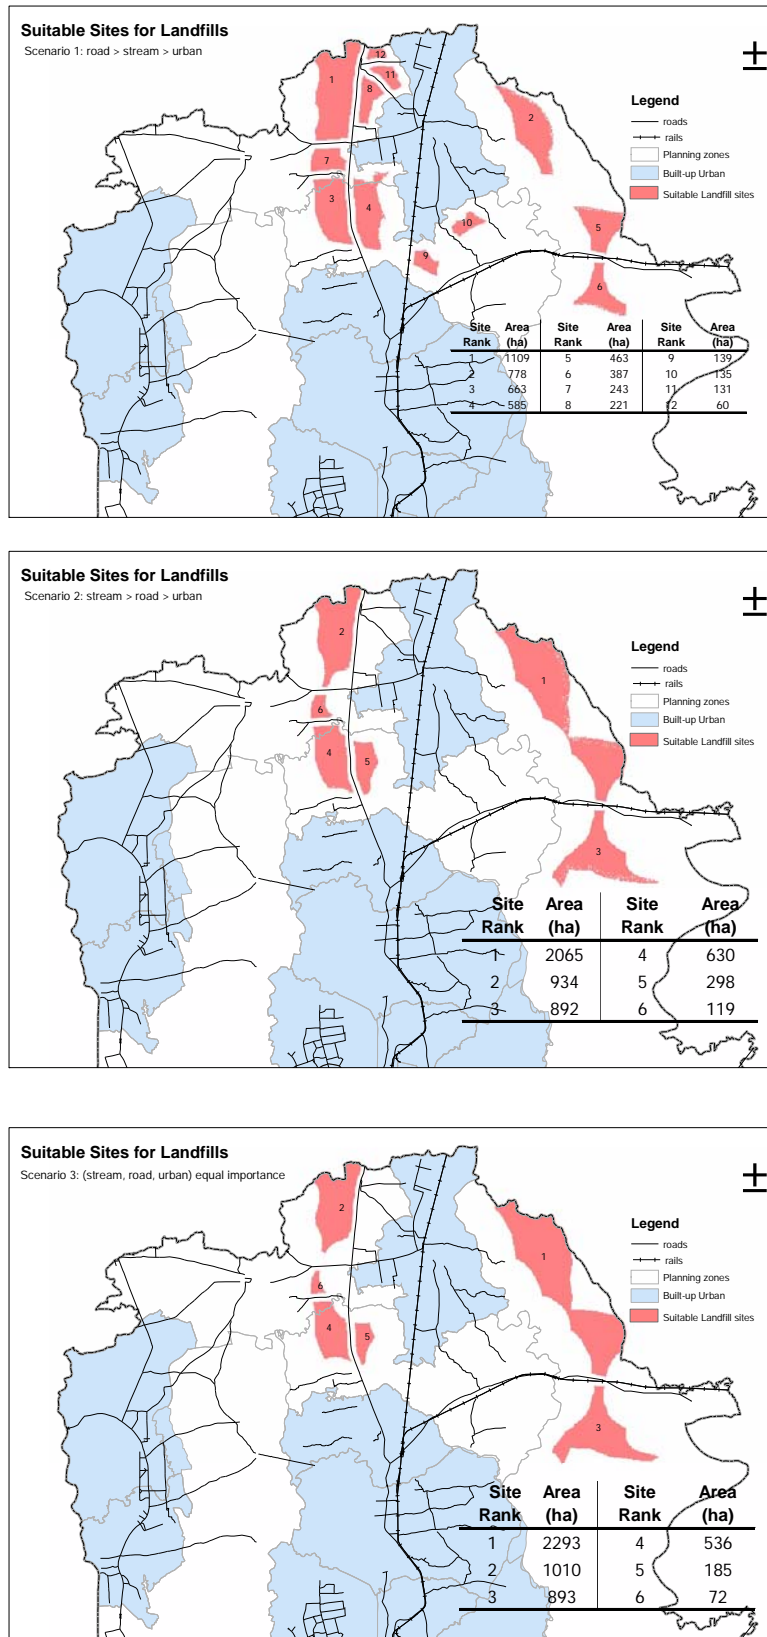 Suitable Sites for Landfills
Scenario 1: road > stream > urban
±
Legend
roads
rails
Planning zones
Built-up Urban
Suitable Landfill sites
12
11
1
8
2
7
3
4
10
5
9
6
Site Rank Area (ha) Site Rank Area (ha) Site Rank Area (ha)
1 1109 5 463 9 139
2 778 6 387 10 135
3 663 7 243 11 131
4 585 8 221 12 60
Suitable Sites for Landfills
Scenario 2: stream > road > urban
±
Legend
roads
rails
Planning zones
Built-up Urban
Suitable Landfill sites
2
1
6
4
5
3
Site Rank Area (ha) Site Rank Area (ha)
1 2065 4 630
2 934 5 298
3 892 6 119
Suitable Sites for Landfills
Scenario 3: (stream, road, urban) equal importance
±
Legend
roads
rails
Planning zones
Built-up Urban
Suitable Landfill sites
2
1
6
4
5
3
Site Rank Area (ha) Site Rank Area (ha)
1 2293 4 536
2 1010 5 185
3 893 6 72